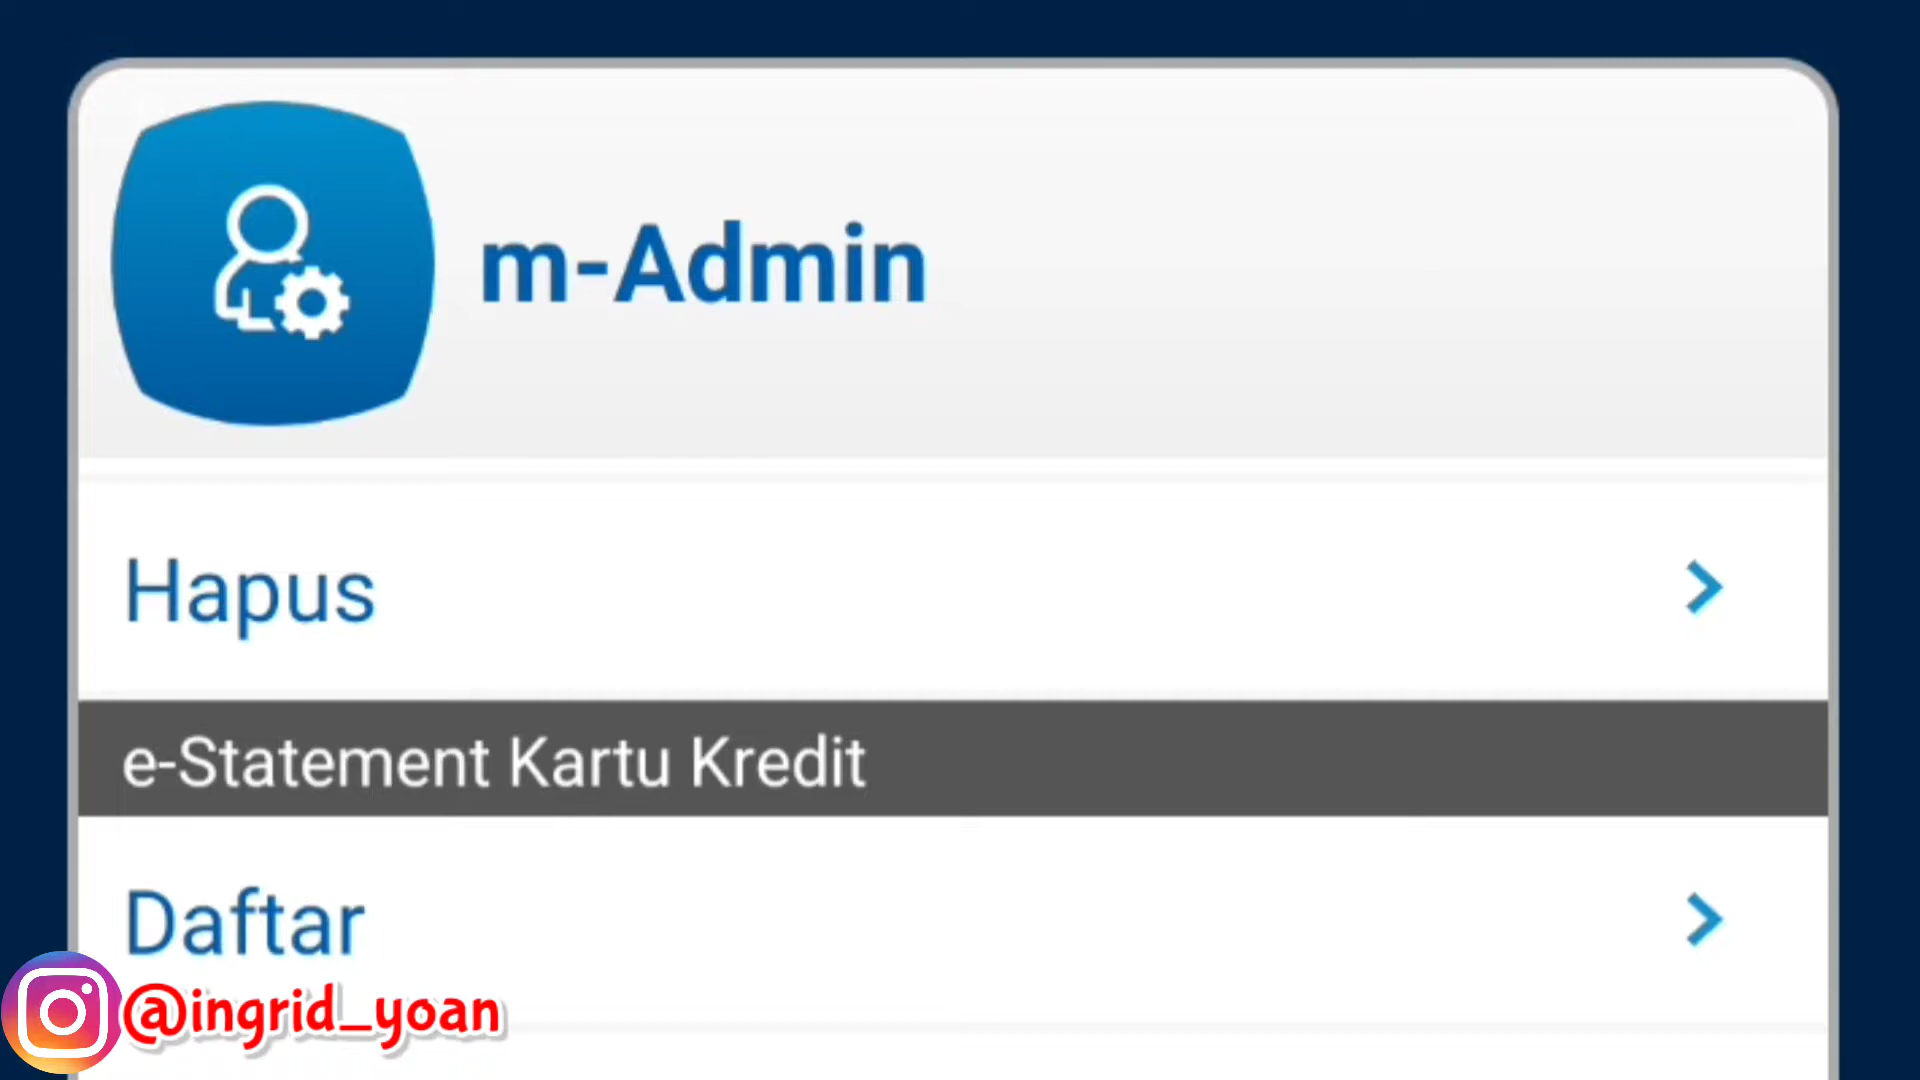 m-Admin
Hapus
e-Statement Kartu Kredit
Daftar
@ingrid_yoan